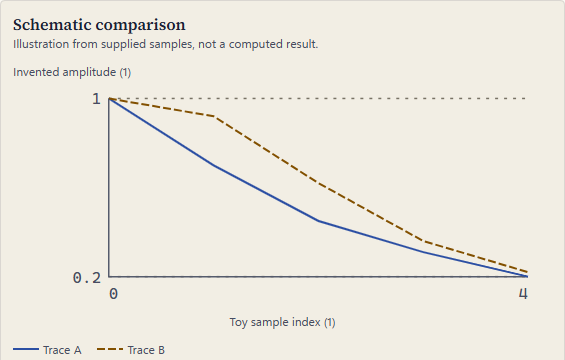 Schematic comparison
Illustration from supplied samples, not a computed result.
Invented amplitude (1)
1
0.2
0
4
Toy sample index (1)
Trace A
Trace B